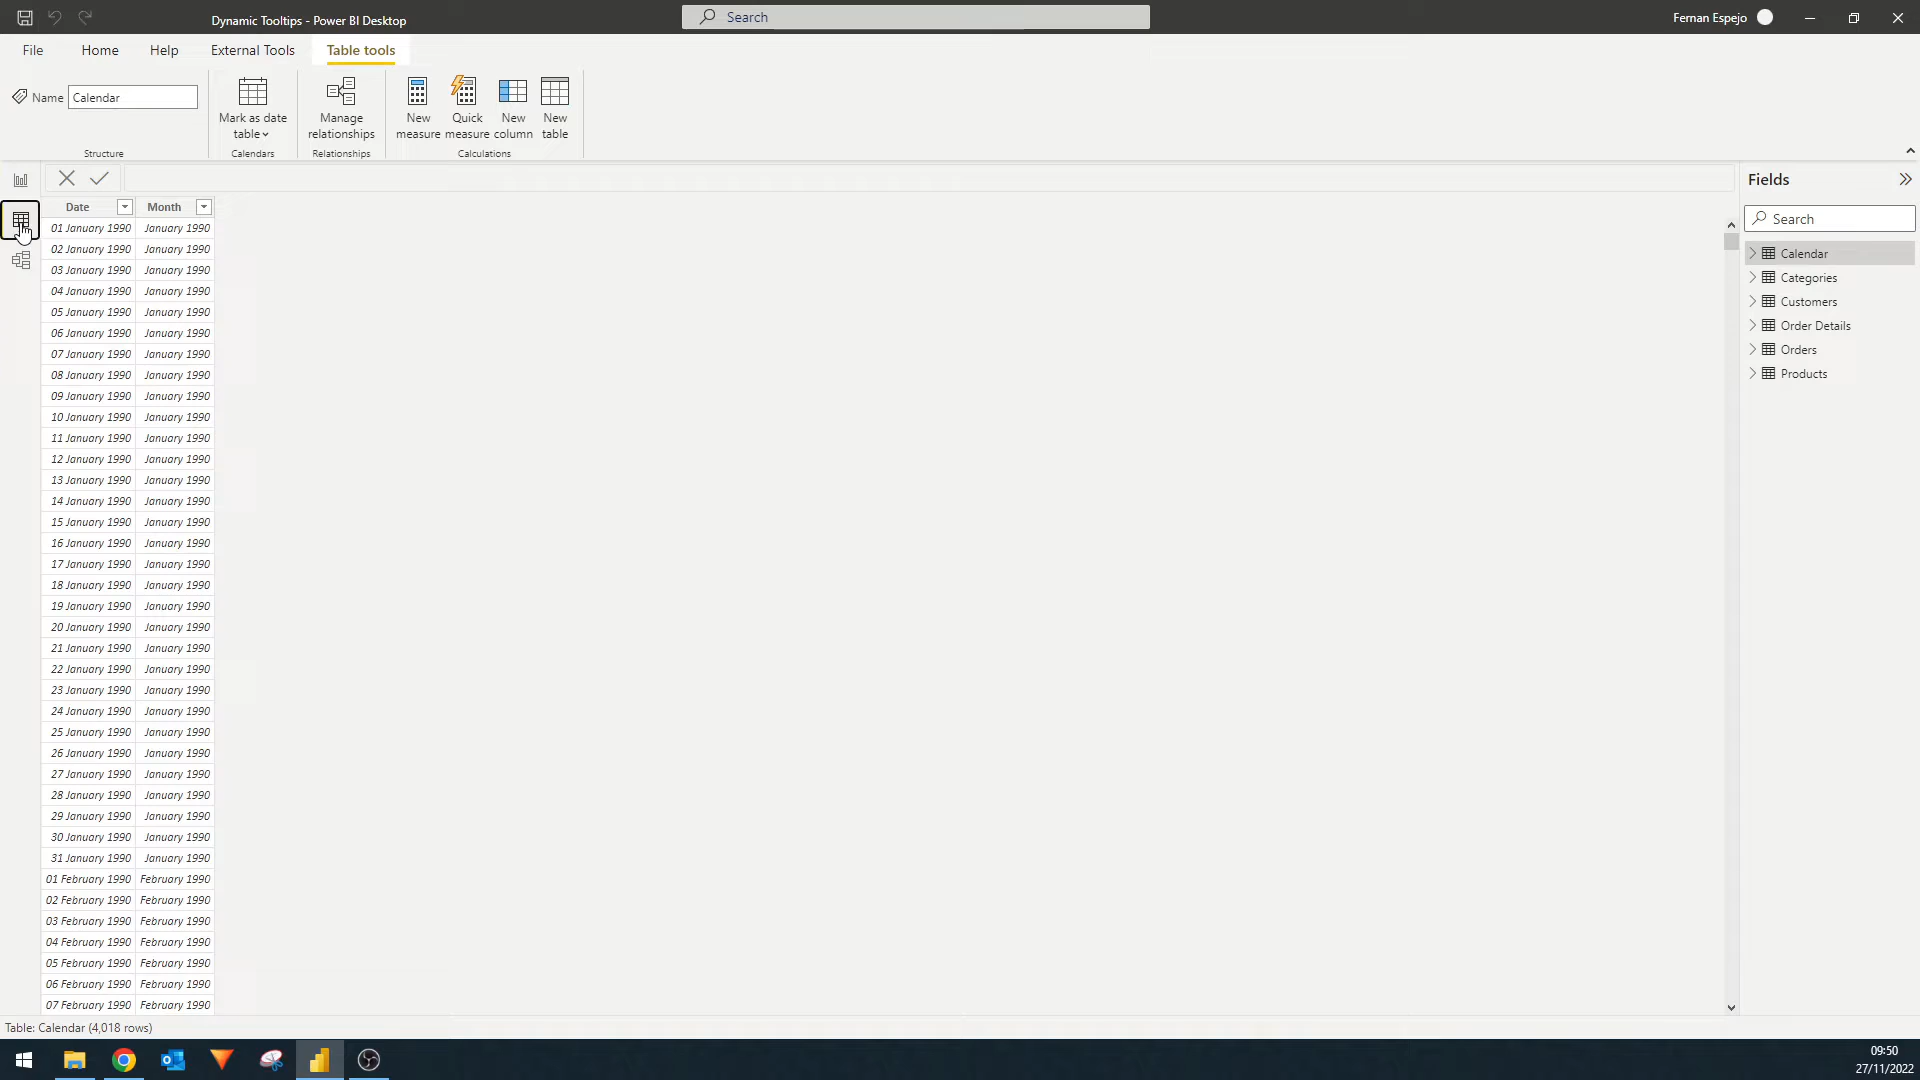 Dynamic Tooltips - Power BI Desktop
Search
Fernan Espejo
File
Home
Help
External Tools
Table tools
Name
Calendar
Mark as date
table
Manage
relationships
New
measure
Quick
measure
New
column
New
table
Structure
Calendars
Relationships
Calculations
Date
Month
01 January 1990 January 1990
02 January 1990 January 1990
03 January 1990 January 1990
04 January 1990 January 1990
05 January 1990 January 1990
06 January 1990 January 1990
07 January 1990 January 1990
08 January 1990 January 1990
09 January 1990 January 1990
10 January 1990 January 1990
11 January 1990 January 1990
12 January 1990 January 1990
13 January 1990 January 1990
14 January 1990 January 1990
15 January 1990 January 1990
16 January 1990 January 1990
17 January 1990 January 1990
18 January 1990 January 1990
19 January 1990 January 1990
20 January 1990 January 1990
21 January 1990 January 1990
22 January 1990 January 1990
23 January 1990 January 1990
24 January 1990 January 1990
25 January 1990 January 1990
26 January 1990 January 1990
27 January 1990 January 1990
28 January 1990 January 1990
29 January 1990 January 1990
30 January 1990 January 1990
31 January 1990 January 1990
01 February 1990 February 1990
02 February 1990 February 1990
03 February 1990 February 1990
04 February 1990 February 1990
05 February 1990 February 1990
06 February 1990 February 1990
07 February 1990 February 1990
Fields
Search
Calendar
Categories
Customers
Order Details
Orders
Products
Table: Calendar (4,018 rows)
09:50
27/11/2022